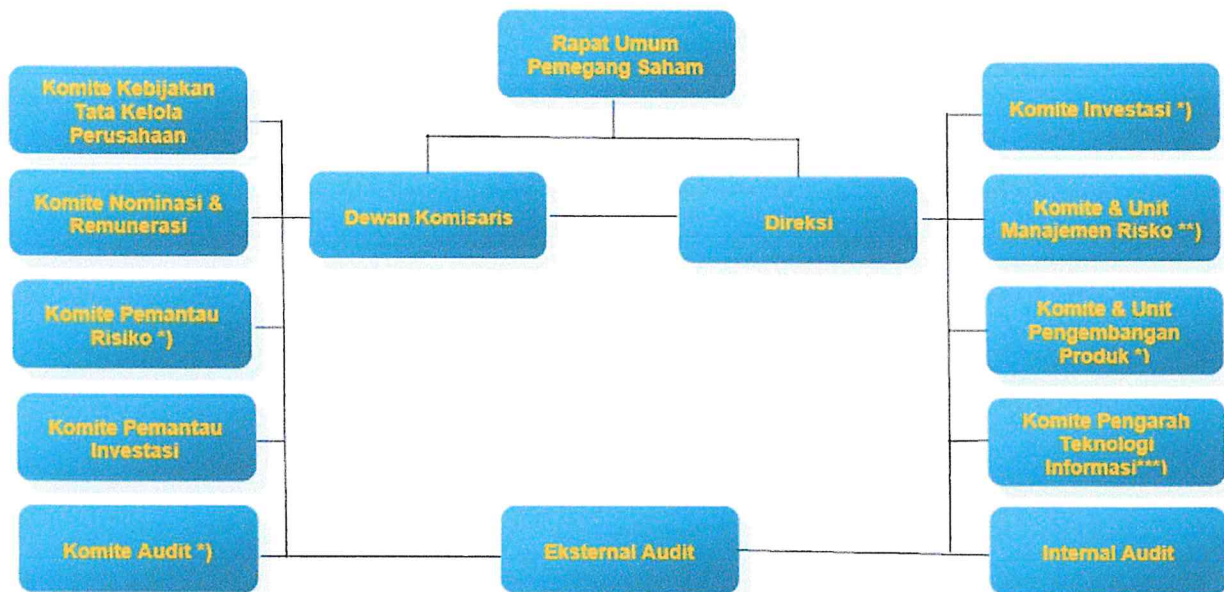 Rapat Umum
Pemegang Saham
Komite Kebijakan
Tata Kelola
Perusahaan
Komite Investasi *)
Komite Nominasi &
Remunerasi
Dewan Komisaris
Direksi
Komite & Unit
Manajemen Risko **)
Komite Pemantau
Risiko *)
Komite & Unit
Pengembangan
Produk *)
Komite Pemantau
Investasi
Komite Pengarah
Teknologi
Informasi***)
Komite Audit *)
Eksternal Audit
Internal Audit